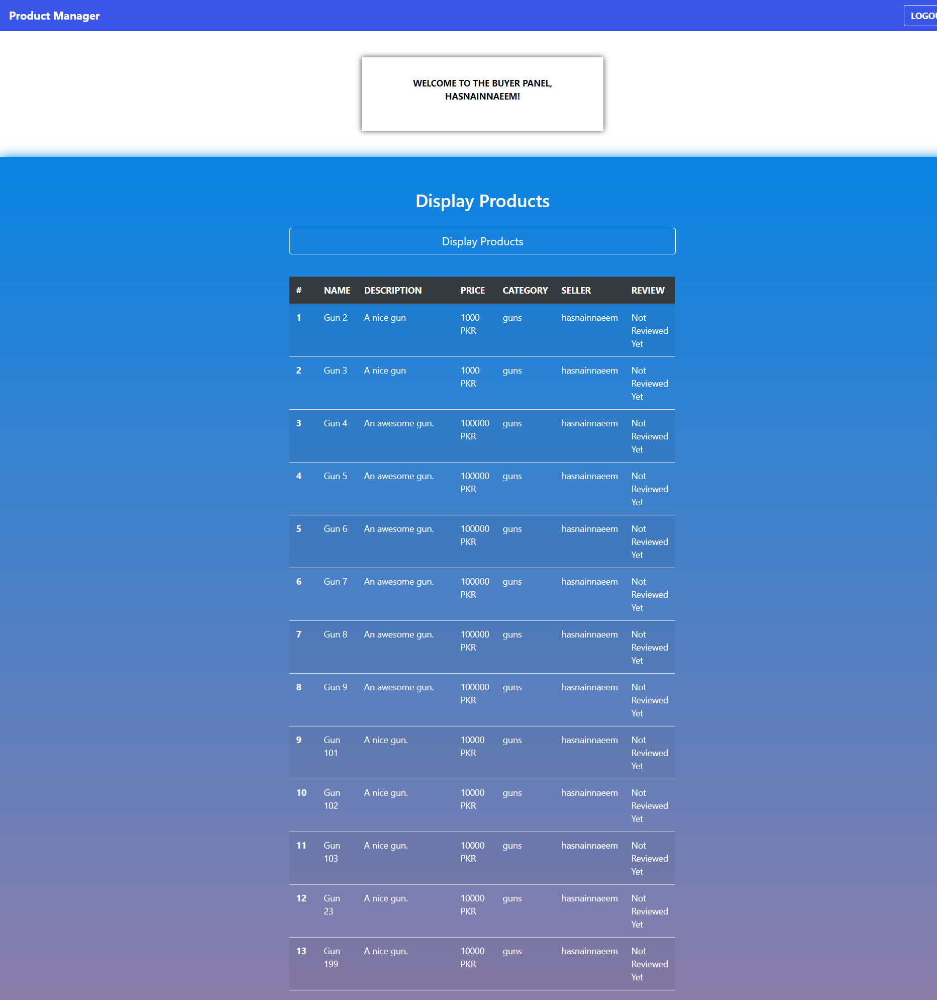 Product Manager
LOGOU
WELCOME TO THE BUYER PANEL,
HASNAINNAEEM!
Display Products
Display Products
# NAME DESCRIPTION PRICE CATEGORY SELLER REVIEW
1 Gun 2 A nice gun 1000 PKR guns hasnainnaeem Not Reviewed Yet
2 Gun 3 A nice gun 1000 PKR guns hasnainnaeem Not Reviewed Yet
3 Gun 4 An awesome gun. 100000 PKR guns hasnainnaeem Not Reviewed Yet
4 Gun 5 An awesome gun. 100000 PKR guns hasnainnaeem Not Reviewed Yet
5 Gun 6 An awesome gun. 100000 PKR guns hasnainnaeem Not Reviewed Yet
6 Gun 7 An awesome gun. 100000 PKR guns hasnainnaeem Not Reviewed Yet
7 Gun 8 An awesome gun. 100000 PKR guns hasnainnaeem Not Reviewed Yet
8 Gun 9 An awesome gun. 100000 PKR guns hasnainnaeem Not Reviewed Yet
9 Gun 101 A nice gun. 10000 PKR guns hasnainnaeem Not Reviewed Yet
10 Gun 102 A nice gun. 10000 PKR guns hasnainnaeem Not Reviewed Yet
11 Gun 103 A nice gun. 10000 PKR guns hasnainnaeem Not Reviewed Yet
12 Gun 23 A nice gun. 10000 PKR guns hasnainnaeem Not Reviewed Yet
13 Gun 199 A nice gun. 10000 PKR guns hasnainnaeem Not Reviewed Yet